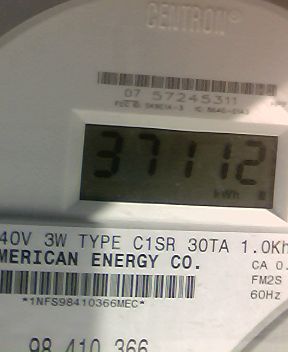 CENTRON®
07 57245311
37112
kWh
40V 3W TYPE C1SR 30TA 1.0Kh
MERICAN ENERGY CO.
CA 0.
FM2S
*1NFS98410366MEC*
60Hz
98 410 366